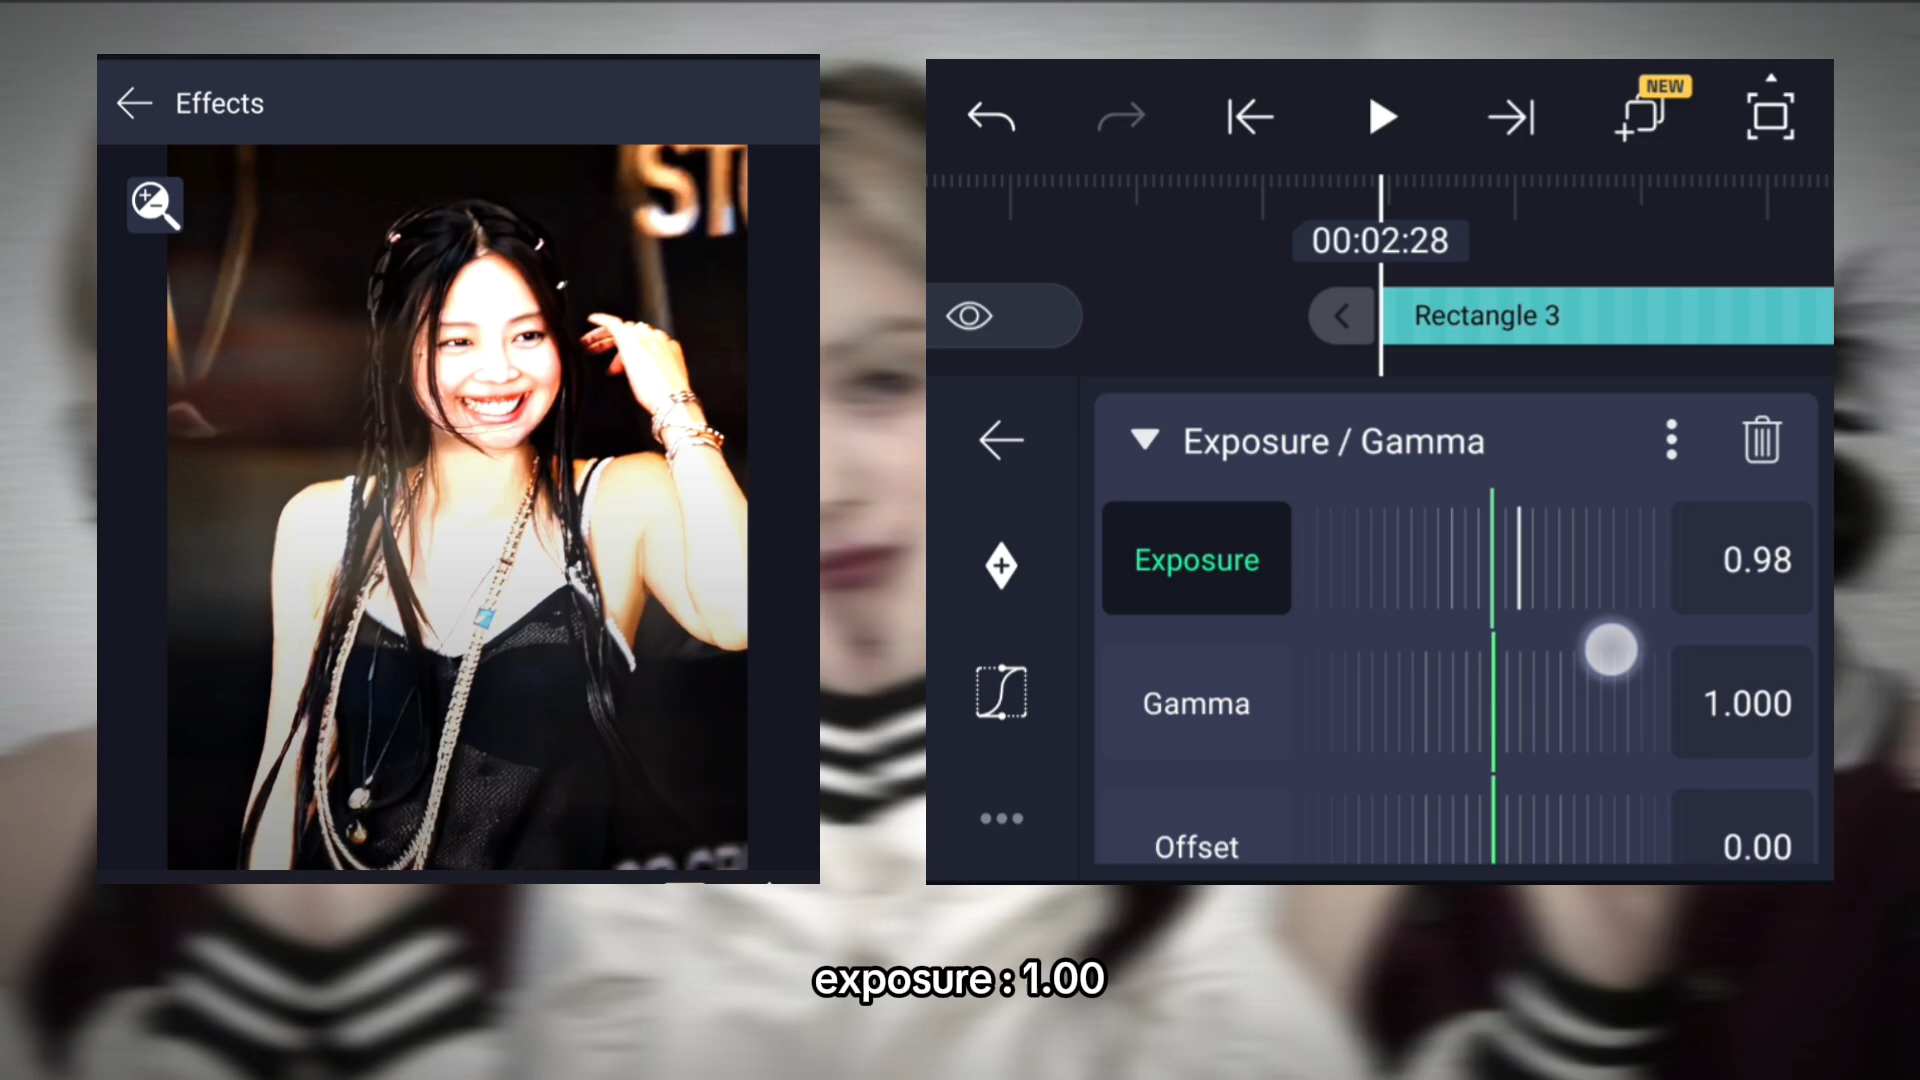 Effects
ST
NEW
00:02:28
Rectangle 3
Exposure / Gamma
Exposure
0.98
Gamma
1.000
Offset
0.00
exposure : 1.00